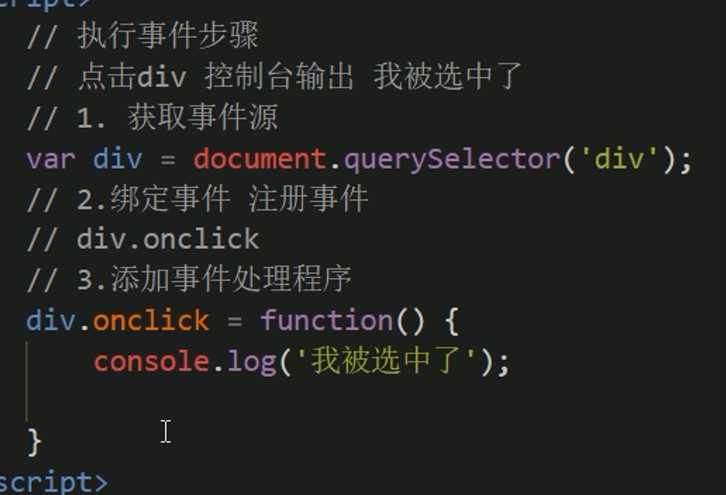 cript>
// 执行事件步骤
// 点击div 控制台输出 我被选中了
// 1. 获取事件源
var div = document.querySelector('div');
// 2.绑定事件 注册事件
// div.onclick
// 3.添加事件处理程序
div.onclick = function() {
console.log('我被选中了');
}
script>